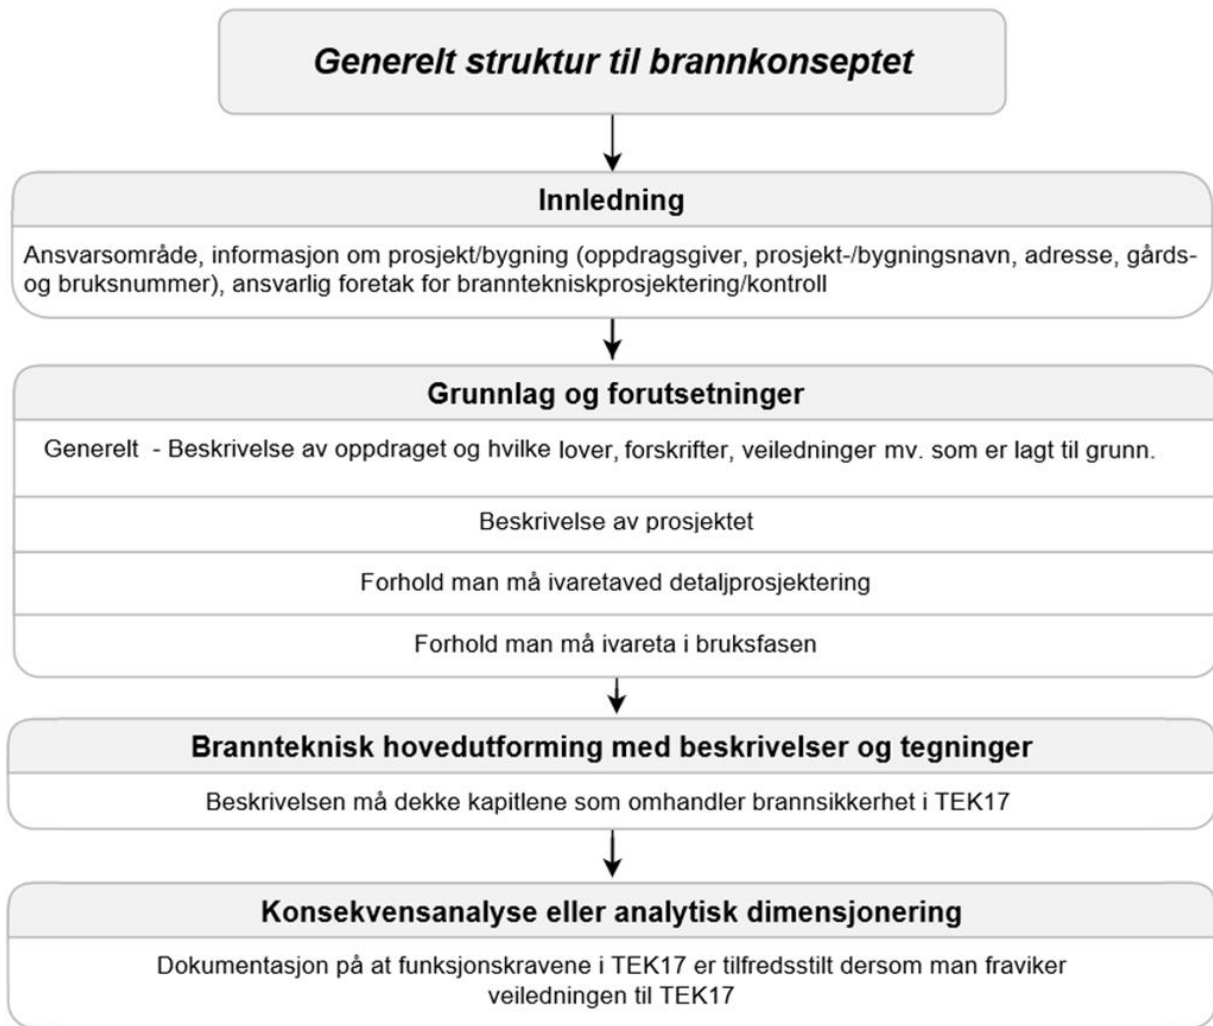 Generelt struktur til brannkonseptet
Innledning
Ansvarsområde, informasjon om prosjekt/bygning (oppdragsgiver, prosjekt-/bygningsnavn, adresse, gårds-
og bruksnummer), ansvarlig foretak for branntekniskprosjektering/kontroll
Grunnlag og forutsetninger
Generelt - Beskrivelse av oppdraget og hvilke lover, forskrifter, veiledninger mv. som er lagt til grunn.
Beskrivelse av prosjektet
Forhold man må ivaretaved detaljprosjektering
Forhold man må ivareta i bruksfasen
Brannteknisk hovedutforming med beskrivelser og tegninger
Beskrivelsen må dekke kapitlene som omhandler brannsikkerhet i TEK17
Konsekvensanalyse eller analytisk dimensjonering
Dokumentasjon på at funksjonskravene i TEK17 er tilfredsstilt dersom man fraviker
veiledningen til TEK17